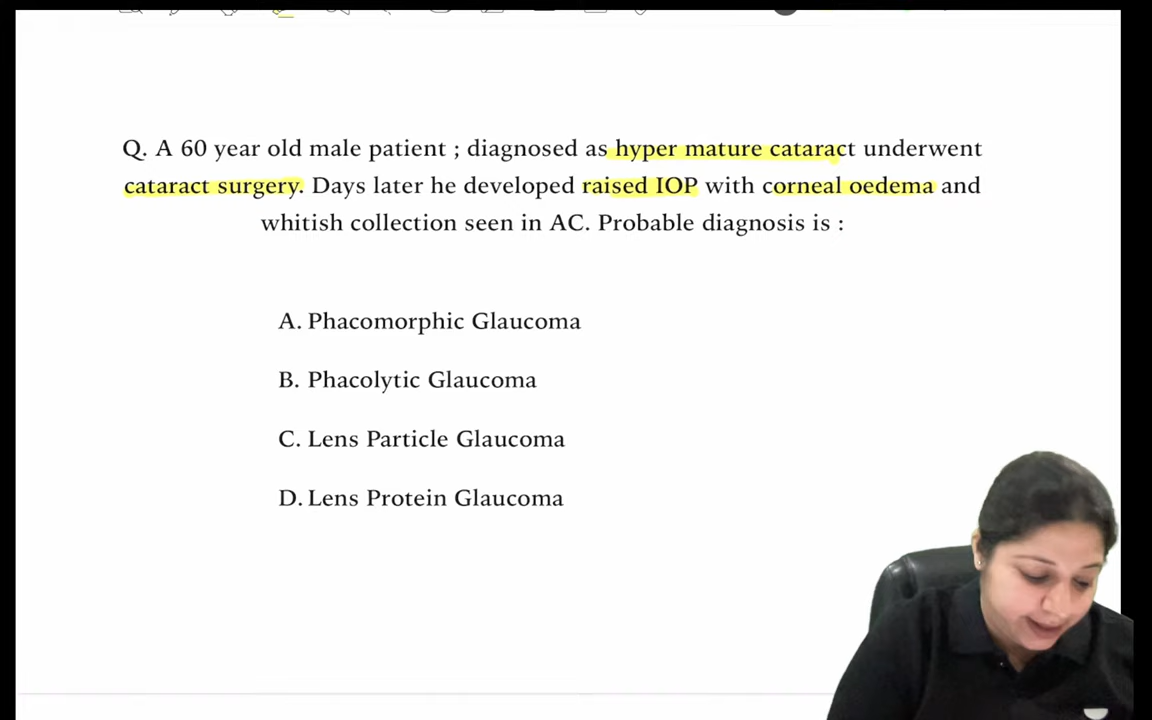 Q. A 60 year old male patient ; diagnosed as hyper mature cataract underwent
cataract surgery. Days later he developed raised IOP with corneal oedema and
whitish collection seen in AC. Probable diagnosis is :
A. Phacomorphic Glaucoma
B. Phacolytic Glaucoma
C. Lens Particle Glaucoma
D. Lens Protein Glaucoma